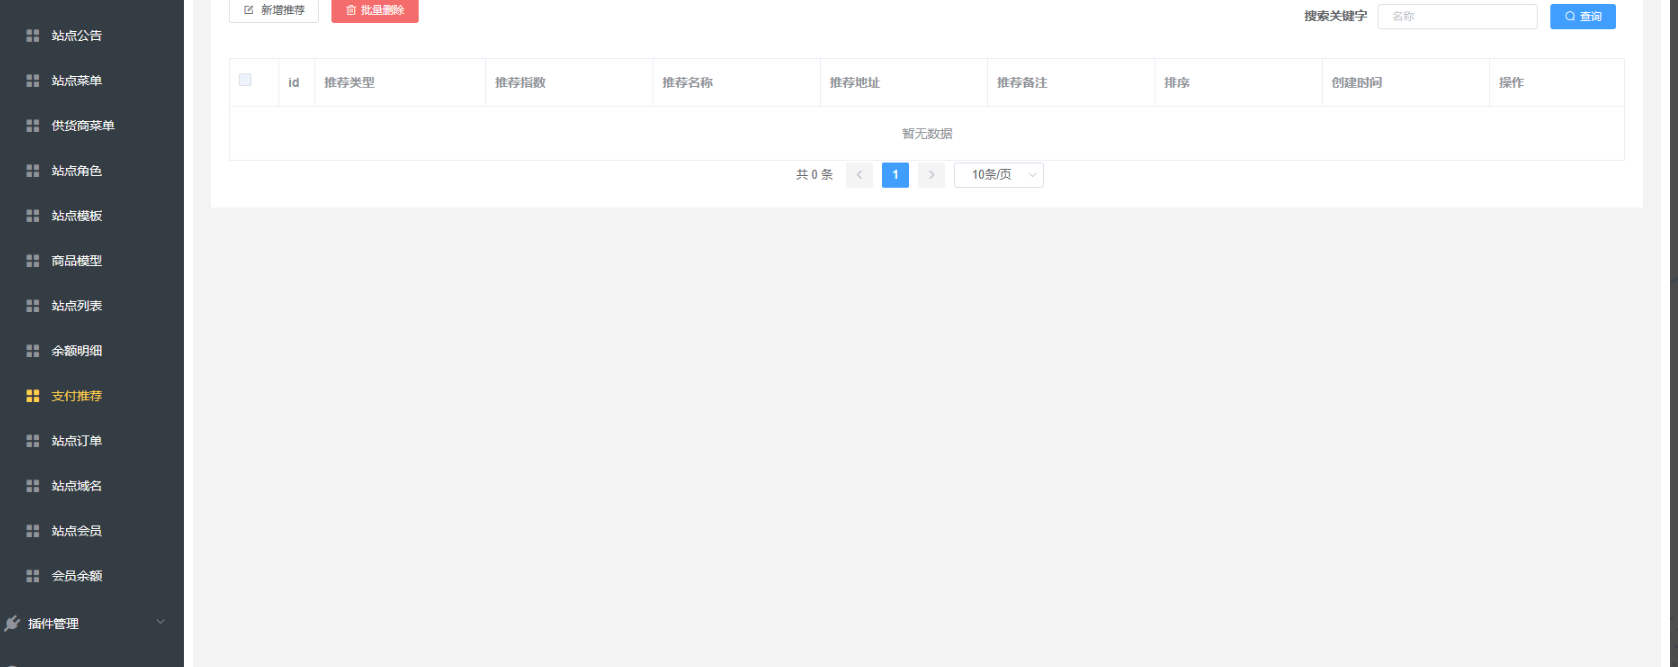 站点公告
站点菜单
供货商菜单
站点角色
站点模板
商品模型
站点列表
余额明细
支付推荐
站点订单
站点域名
站点会员
会员余额
插件管理
新增推荐 批量删除 搜索关键字 名称 查询
id 推荐类型 推荐指数 推荐名称 推荐地址 推荐备注 排序 创建时间 操作
暂无数据
共 0 条 1 10条/页